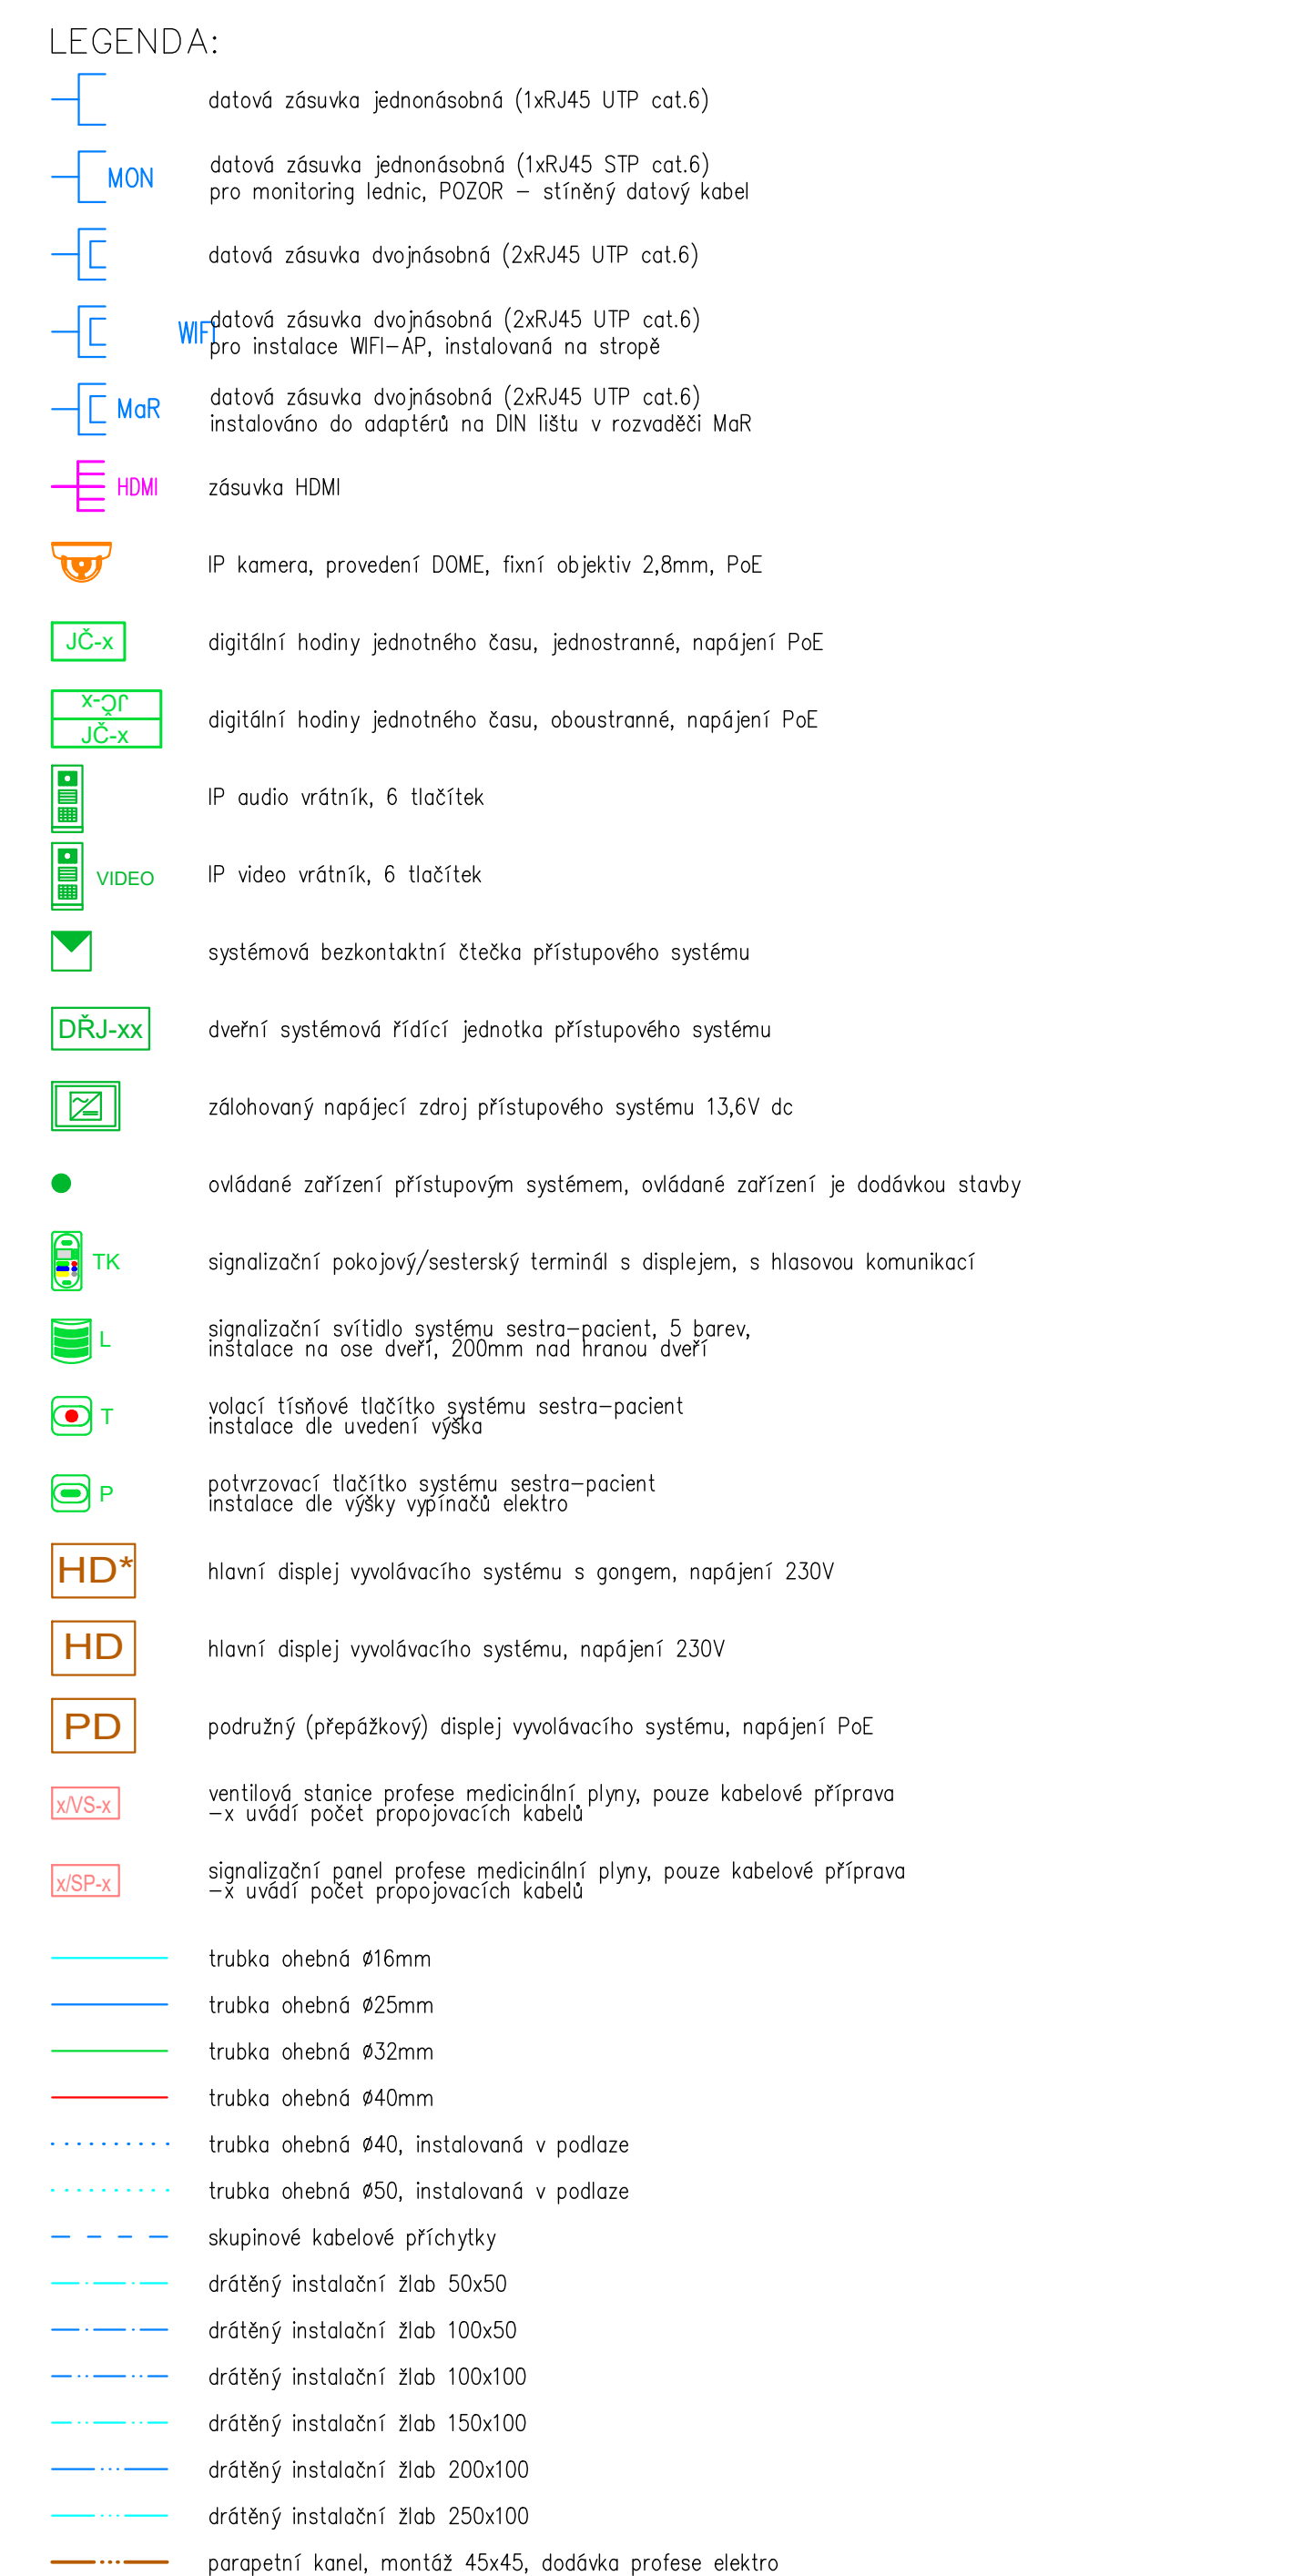 LEGENDA:
datová zásuvka jednonásobná (1xRJ45 UTP cat.6)
MON
datová zásuvka jednonásobná (1xRJ45 STP cat.6)
pro monitoring lednic, POZOR – stíněný datový kabel
datová zásuvka dvojnásobná (2xRJ45 UTP cat.6)
WIFI
datová zásuvka dvojnásobná (2xRJ45 UTP cat.6)
pro instalace WIFI–AP, instalovaná na stropě
MaR
datová zásuvka dvojnásobná (2xRJ45 UTP cat.6)
instalováno do adaptérů na DIN lištu v rozvaděči MaR
HDMI zásuvka HDMI
IP kamera, provedení DOME, fixní objektiv 2,8mm, PoE
JČ-x digitální hodiny jednotného času, jednostranné, napájení PoE
JČ-x
JČ-x
digitální hodiny jednotného času, oboustranné, napájení PoE
IP audio vrátník, 6 tlačítek
VIDEO IP video vrátník, 6 tlačítek
systémová bezkontaktní čtečka přístupového systému
DŘJ-xx dveřní systémová řídící jednotka přístupového systému
zálohovaný napájecí zdroj přístupového systému 13,6V dc
ovládané zařízení přístupovým systémem, ovládané zařízení je dodávkou stavby
TK signalizační pokojový/sesterský terminál s displejem, s hlasovou komunikací
L
signalizační svítidlo systému sestra–pacient, 5 barev,
instalace na ose dveří, 200mm nad hranou dveří
T
volací tísňové tlačítko systému sestra–pacient
instalace dle uvedení výška
P
potvrzovací tlačítko systému sestra–pacient
instalace dle výšky vypínačů elektro
HD* hlavní displej vyvolávacího systému s gongem, napájení 230V
HD hlavní displej vyvolávacího systému, napájení 230V
PD podružný (přepážkový) displej vyvolávacího systému, napájení PoE
x/VS-x
ventilová stanice profese medicinální plyny, pouze kabelové příprava
–x uvádí počet propojovacích kabelů
x/SP-x
signalizační panel profese medicinální plyny, pouze kabelové příprava
–x uvádí počet propojovacích kabelů
trubka ohebná ø16mm
trubka ohebná ø25mm
trubka ohebná ø32mm
trubka ohebná ø40mm
trubka ohebná ø40, instalovaná v podlaze
trubka ohebná ø50, instalovaná v podlaze
skupinové kabelové příchytky
drátěný instalační žlab 50x50
drátěný instalační žlab 100x50
drátěný instalační žlab 100x100
drátěný instalační žlab 150x100
drátěný instalační žlab 200x100
drátěný instalační žlab 250x100
parapetní kanel, montáž 45x45, dodávka profese elektro